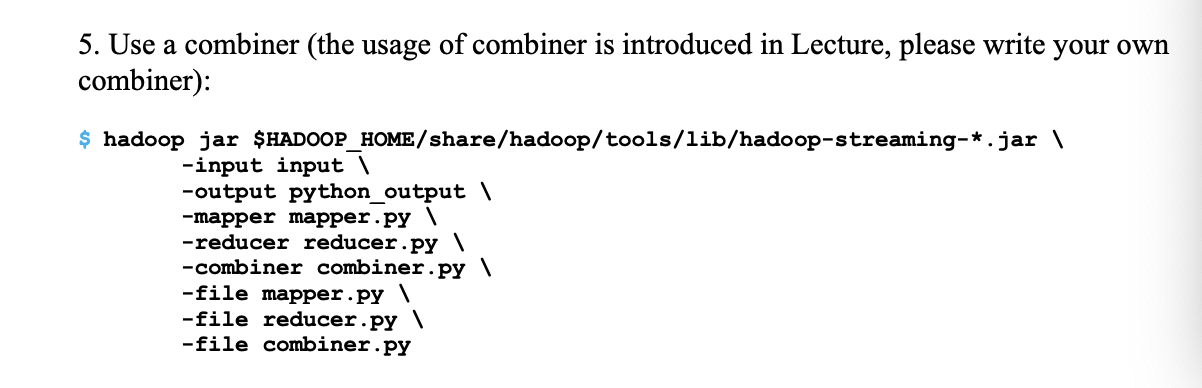 5. Use a combiner (the usage of combiner is introduced in Lecture, please write your own
combiner):
$ hadoop jar $HADOOP_HOME/share/hadoop/tools/lib/hadoop-streaming-*.jar \
-input input \
-output python_output \
-mapper mapper.py \
-reducer reducer.py \
-combiner combiner.py \
-file mapper.py \
-file reducer.py \
-file combiner.py